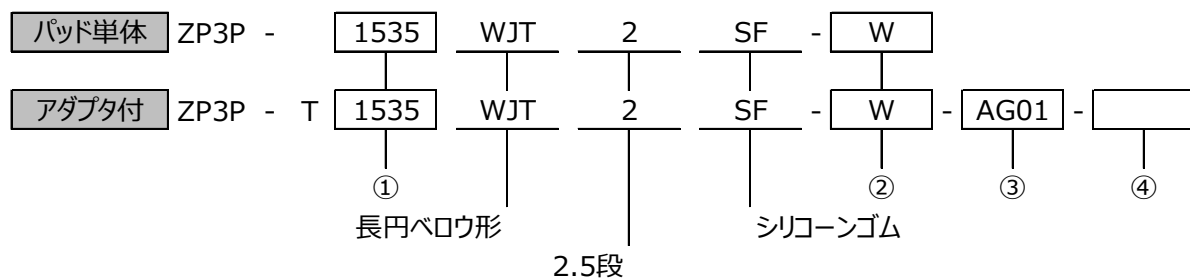 パッド単体 ZP3P - 1535 WJT 2 SF - W
アダプタ付 ZP3P - T 1535 WJT 2 SF - W - AG01 -
① ② ③ ④
長円ベロウ形 シリコーンゴム
2.5段